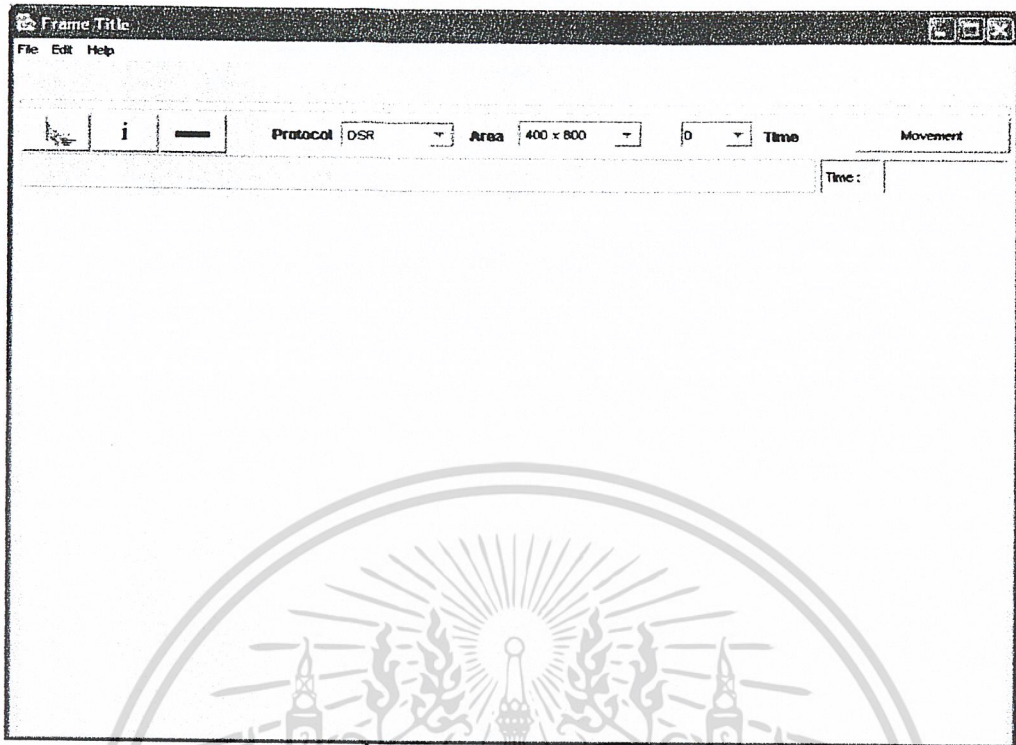 Frame Title
File Edit Help
i Protocol DSR Area 400 x 800 0 Time Movement
Time :